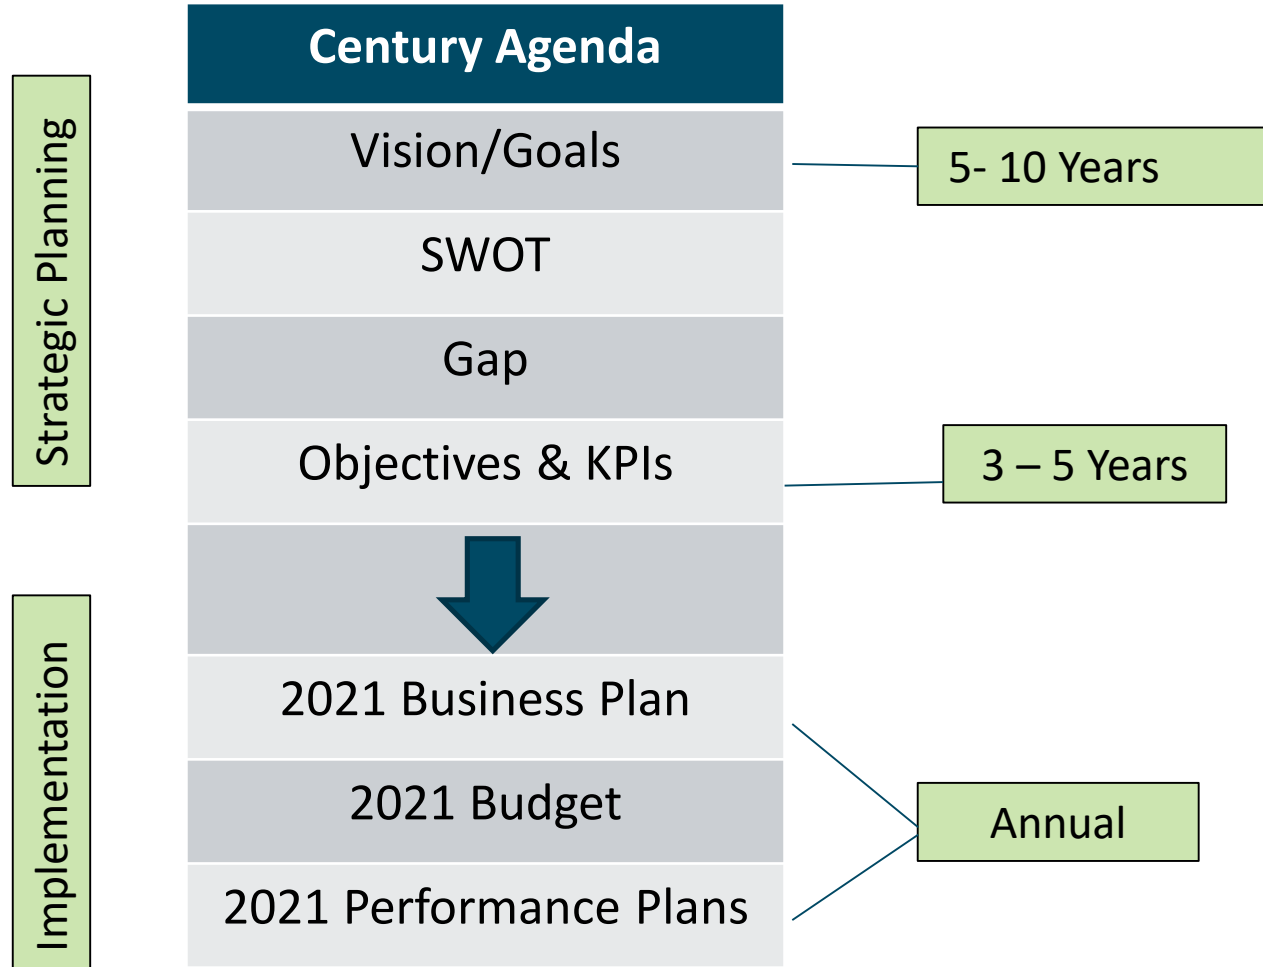 Century Agenda
Strategic Planning
Vision/Goals
5- 10 Years
SWOT
Gap
Objectives & KPIs
3 – 5 Years
Implementation
2021 Business Plan
2021 Budget
Annual
2021 Performance Plans